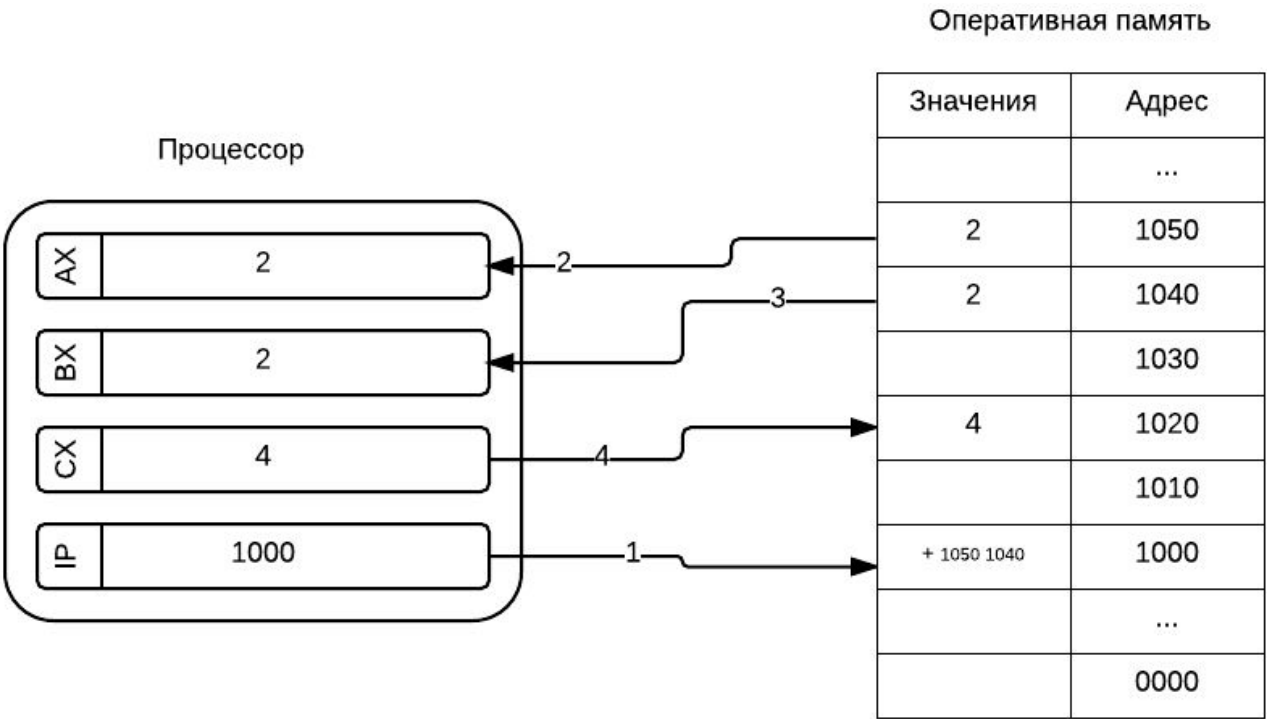 Оперативная память
Значения Адрес
...
Процессор
2 1050
AX 2 2
2 1040
3
BX 2
1030
4 1020
CX 4 4
1010
IP 1000 1
+ 1050 1040 1000
...
0000